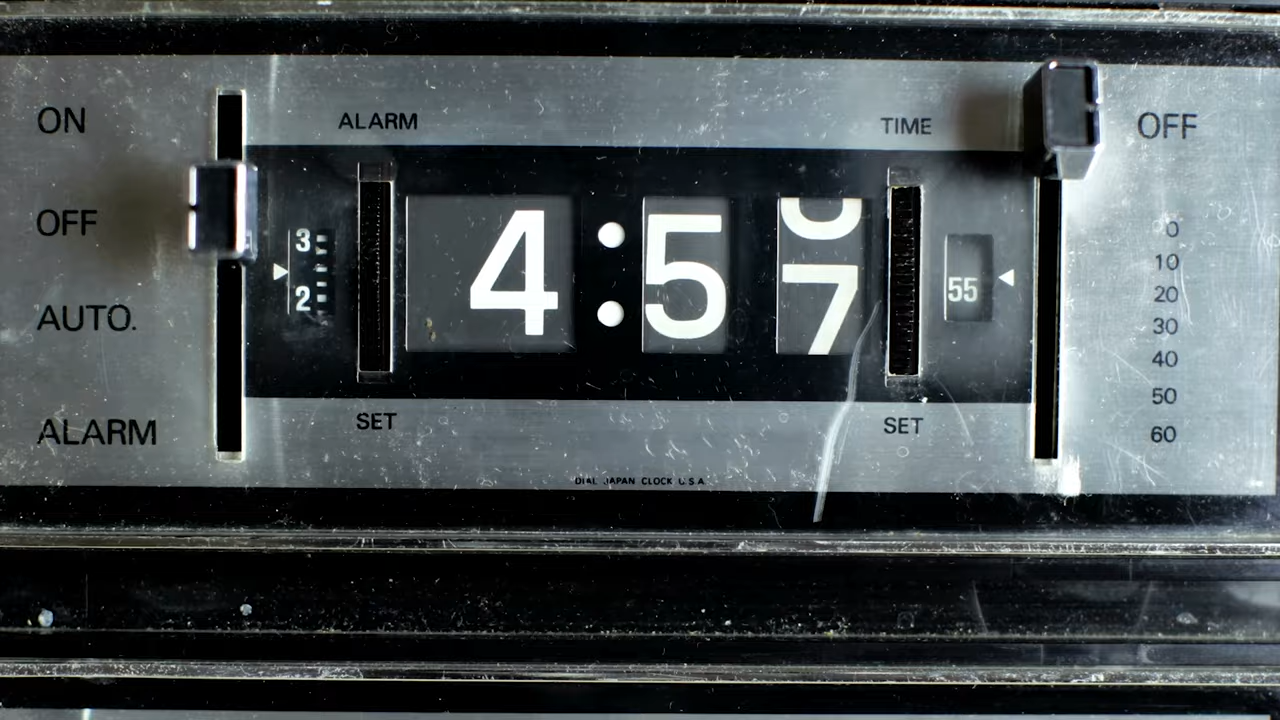 ON
OFF
AUTO.
ALARM
ALARM
3
2
SET
4:57
TIME
SET
55
OFF
0
10
20
30
40
50
60
DIAL JAPAN CLOCK U.S.A.